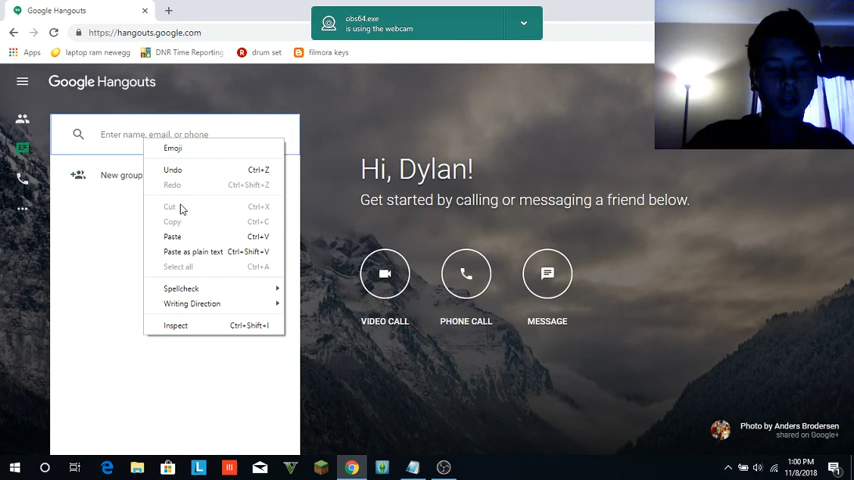 Google Hangouts
obs64.exe
is using the webcam
https://hangouts.google.com
Apps
laptop ram newegg
DNR Time Reporting
drum set
filmora keys
Google Hangouts
Enter name, email, or phone
New group
Emoji
Undo Ctrl+Z
Redo Ctrl+Shift+Z
Cut Ctrl+X
Copy Ctrl+C
Paste Ctrl+V
Paste as plain text Ctrl+Shift+V
Select all Ctrl+A
Spellcheck
Writing Direction
Inspect Ctrl+Shift+I
Hi, Dylan!
Get started by calling or messaging a friend below.
VIDEO CALL
PHONE CALL
MESSAGE
Photo by Anders Brodersen
shared on Google+
1:00 PM
11/8/2018